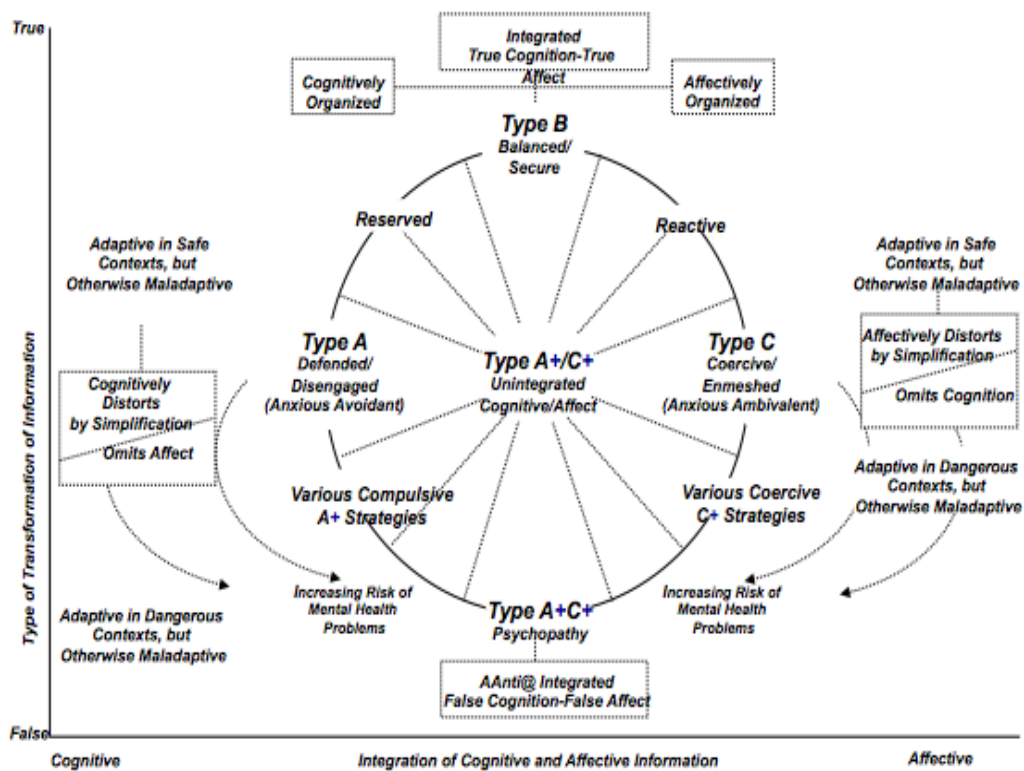 True
Integrated
True Cognition-True
Affect
Cognitively
Organized
Affectively
Organized
Type B
Balanced/
Secure
Reserved
Reactive
Adaptive in Safe
Contexts, but
Otherwise Maladaptive
Adaptive in Safe
Contexts, but
Otherwise Maladaptive
Type A
Defended/
Disengaged
(Anxious Avoidant)
Type A+/C+
Unintegrated
Cognitive/Affect
Type C
Coercive/
Enmeshed
(Anxious Ambivalent)
Affectively Distorts
by Simplification
Omits Cognition
Cognitively
Distorts
by Simplification
Omits Affect
Various Compulsive
A+ Strategies
Various Coercive
C+ Strategies
Adaptive in Dangerous
Contexts, but
Otherwise Maladaptive
Increasing Risk of
Mental Health
Problems
Increasing Risk of
Mental Health
Problems
Adaptive in Dangerous
Contexts, but
Otherwise Maladaptive
Type A+C+
Psychopathy
AAnti@ Integrated
False Cognition-False Affect
Type of Transformation of Information
False
Cognitive
Integration of Cognitive and Affective Information
Affective